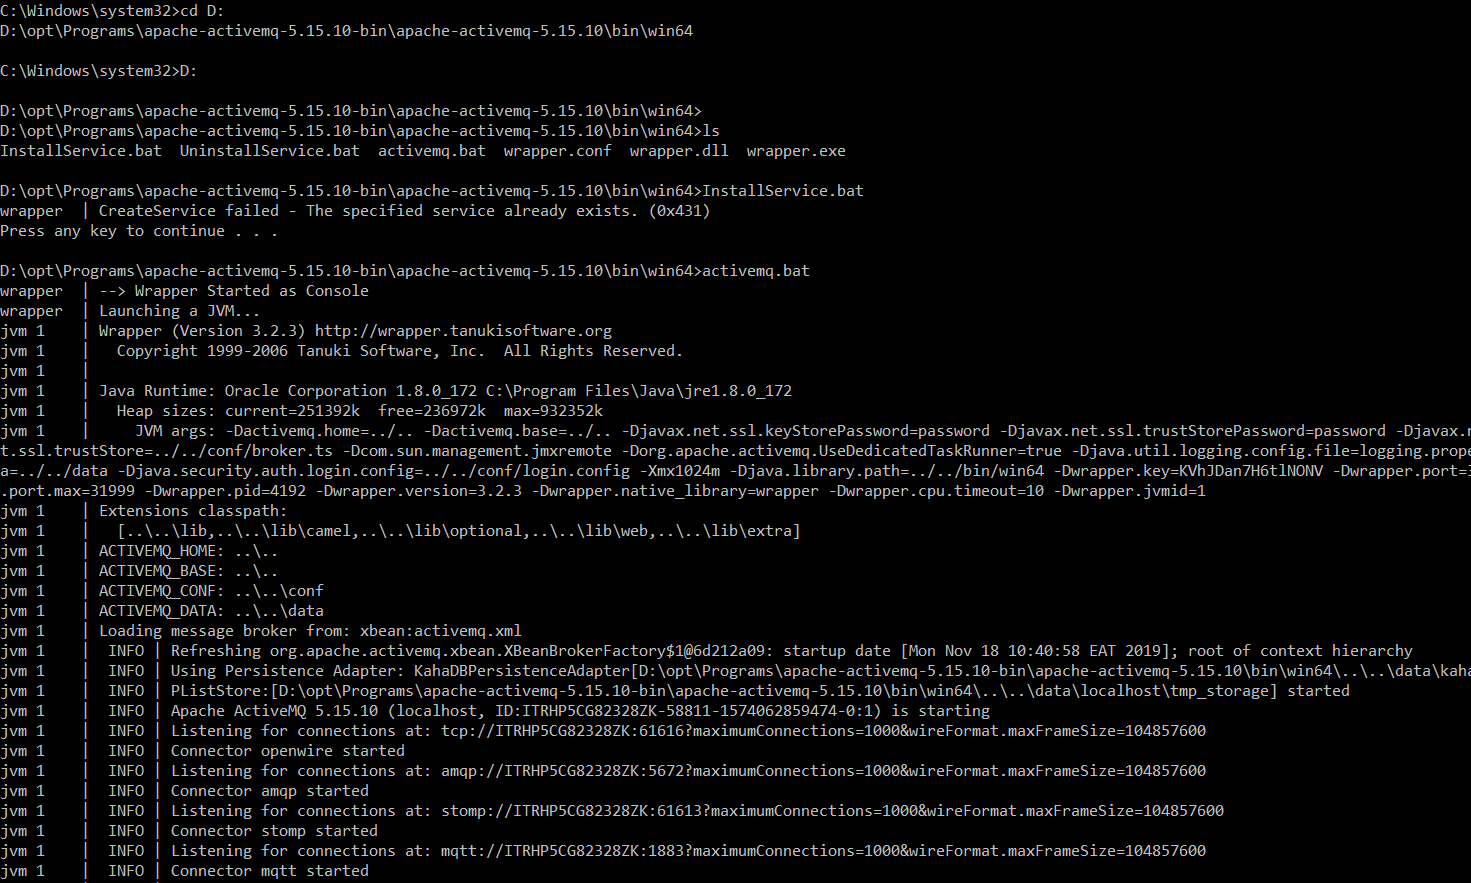 C:\Windows\system32>cd D:
D:\opt\Programs\apache-activemq-5.15.10-bin\apache-activemq-5.15.10\bin\win64
C:\Windows\system32>D:
D:\opt\Programs\apache-activemq-5.15.10-bin\apache-activemq-5.15.10\bin\win64>
D:\opt\Programs\apache-activemq-5.15.10-bin\apache-activemq-5.15.10\bin\win64>ls
InstallService.bat  UninstallService.bat  activemq.bat  wrapper.conf  wrapper.dll  wrapper.exe
D:\opt\Programs\apache-activemq-5.15.10-bin\apache-activemq-5.15.10\bin\win64>InstallService.bat
wrapper  | CreateService failed - The specified service already exists. (0x431)
Press any key to continue . . .
D:\opt\Programs\apache-activemq-5.15.10-bin\apache-activemq-5.15.10\bin\win64>activemq.bat
wrapper  | --> Wrapper Started as Console
wrapper  | Launching a JVM...
jvm 1    | Wrapper (Version 3.2.3) http://wrapper.tanukisoftware.org
jvm 1    |   Copyright 1999-2006 Tanuki Software, Inc.  All Rights Reserved.
jvm 1    |
jvm 1    | Java Runtime: Oracle Corporation 1.8.0_172 C:\Program Files\Java\jre1.8.0_172
jvm 1    |   Heap sizes: current=251392k  free=236972k  max=932352k
jvm 1    |     JVM args: -Dactivemq.home=../.. -Dactivemq.base=../.. -Djavax.net.ssl.keyStorePassword=password -Djavax.net.ssl.trustStorePassword=password -Djavax.n
t.ssl.trustStore=../../conf/broker.ts -Dcom.sun.management.jmxremote -Dorg.apache.activemq.UseDedicatedTaskRunner=true -Djava.util.logging.config.file=logging.prope
a=../../data -Djava.security.auth.login.config=../../conf/login.config -Xmx1024m -Djava.library.path=../../bin/win64 -Dwrapper.key=KVhJDan7H6tlNONV -Dwrapper.port=3
.port.max=31999 -Dwrapper.pid=4192 -Dwrapper.version=3.2.3 -Dwrapper.native_library=wrapper -Dwrapper.cpu.timeout=10 -Dwrapper.jvmid=1
jvm 1    | Extensions classpath:
jvm 1    |   [..\..\lib,..\..\lib\camel,..\..\lib\optional,..\..\lib\web,..\..\lib\extra]
jvm 1    | ACTIVEMQ_HOME: ..\..
jvm 1    | ACTIVEMQ_BASE: ..\..
jvm 1    | ACTIVEMQ_CONF: ..\..\conf
jvm 1    | ACTIVEMQ_DATA: ..\..\data
jvm 1    | Loading message broker from: xbean:activemq.xml
jvm 1    |  INFO | Refreshing org.apache.activemq.xbean.XBeanBrokerFactory$1@6d212a09: startup date [Mon Nov 18 10:40:58 EAT 2019]; root of context hierarchy
jvm 1    |  INFO | Using Persistence Adapter: KahaDBPersistenceAdapter[D:\opt\Programs\apache-activemq-5.15.10-bin\apache-activemq-5.15.10\bin\win64\..\..\data\kaha
jvm 1    |  INFO | PListStore:[D:\opt\Programs\apache-activemq-5.15.10-bin\apache-activemq-5.15.10\bin\win64\..\..\data\localhost\tmp_storage] started
jvm 1    |  INFO | Apache ActiveMQ 5.15.10 (localhost, ID:ITRHP5CG82328ZK-58811-1574062859474-0:1) is starting
jvm 1    |  INFO | Listening for connections at: tcp://ITRHP5CG82328ZK:61616?maximumConnections=1000&wireFormat.maxFrameSize=104857600
jvm 1    |  INFO | Connector openwire started
jvm 1    |  INFO | Listening for connections at: amqp://ITRHP5CG82328ZK:5672?maximumConnections=1000&wireFormat.maxFrameSize=104857600
jvm 1    |  INFO | Connector amqp started
jvm 1    |  INFO | Listening for connections at: stomp://ITRHP5CG82328ZK:61613?maximumConnections=1000&wireFormat.maxFrameSize=104857600
jvm 1    |  INFO | Connector stomp started
jvm 1    |  INFO | Listening for connections at: mqtt://ITRHP5CG82328ZK:1883?maximumConnections=1000&wireFormat.maxFrameSize=104857600
jvm 1    |  INFO | Connector mqtt started